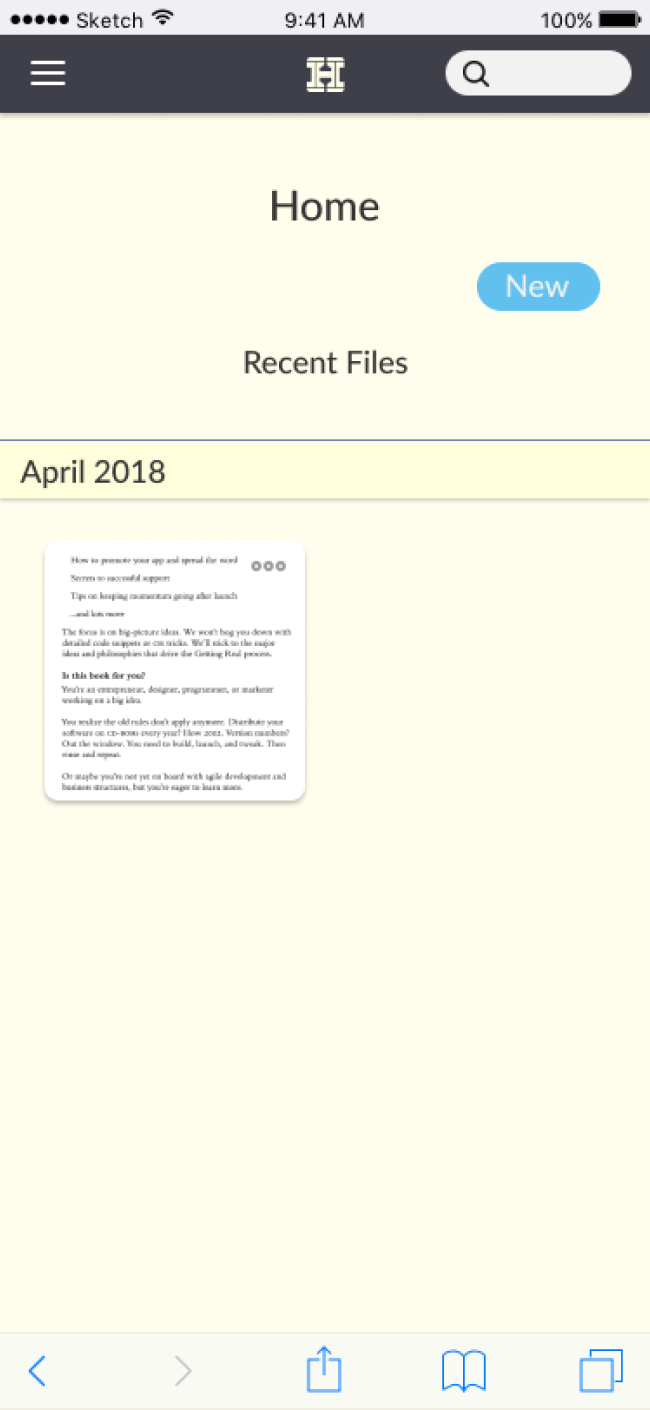 Sketch 9:41 AM 100%
H
Home
New
Recent Files
April 2018
How to promote your app and spread the word
Secrets to successful support
Tips on keeping momentum going after launch
...and lots more
The focus is on big-picture ideas. We won't bog you down with
detailed code snippets or css tricks. We'll stick to the major
ideas and philosophies that drive the Getting Real process.
Is this book for you?
You're an entrepreneur, designer, programmer, or marketer
working on a big idea.
You realize the old rules don't apply anymore. Distribute your
software on CD-ROMs every year? How 2002. Version numbers?
Out the window. You need to build, launch, and tweak. Then
rinse and repeat.
Or maybe you're not yet on board with agile development and
business structures, but you're eager to learn more.